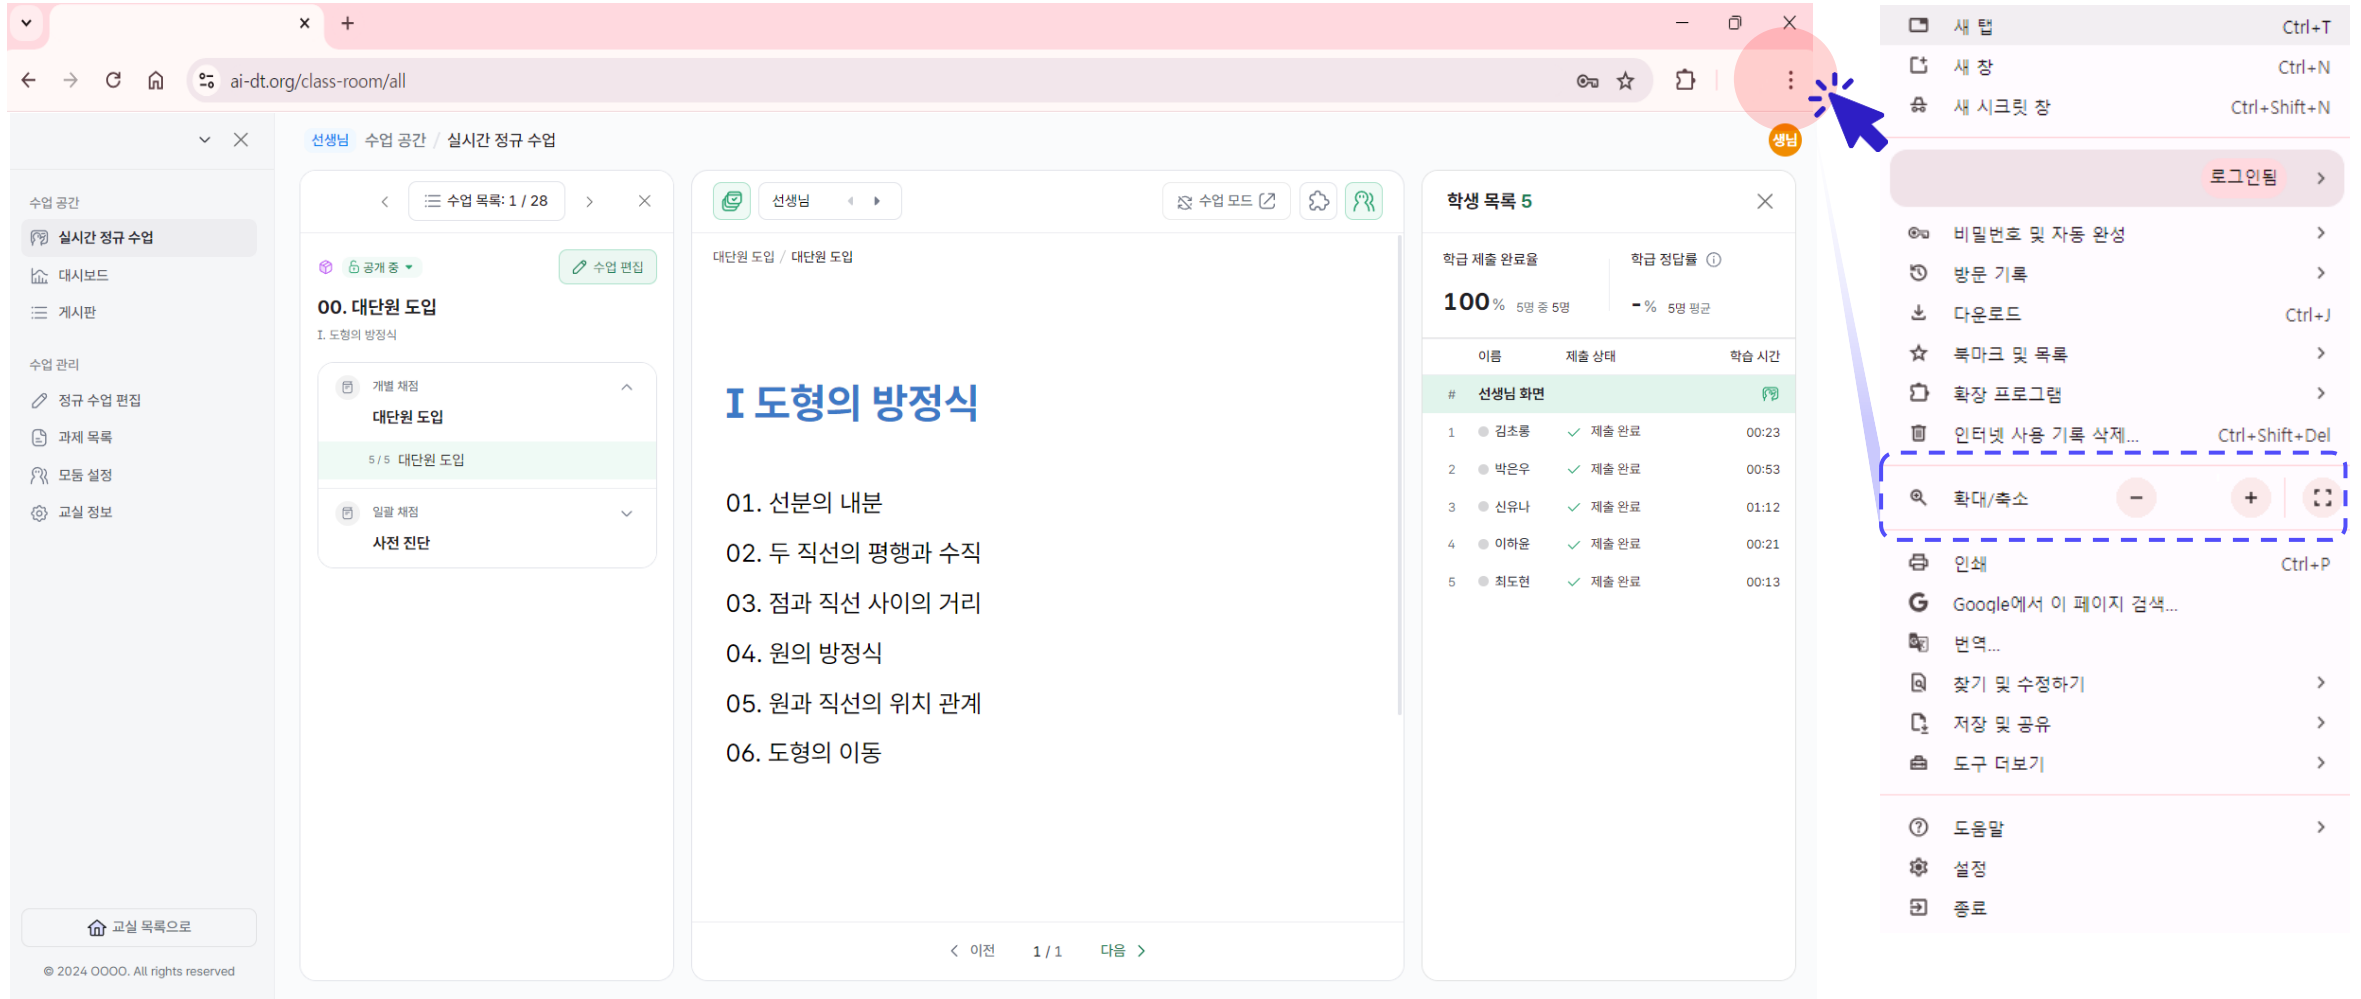 ai-dt.org/class-room/all
선생님 수업 공간 / 실시간 정규 수업
생님
수업 공간
실시간 정규 수업
대시보드
게시판
수업 관리
정규 수업 편집
과제 목록
모둠 설정
교실 정보
교실 목록으로
© 2024 OOOO. All rights reserved
수업 목록: 1 / 28
공개 중
수업 편집
00. 대단원 도입
I. 도형의 방정식
개별 채점
대단원 도입
5 / 5 대단원 도입
일괄 채점
사전 진단
선생님
수업 모드
대단원 도입 / 대단원 도입
I 도형의 방정식
01. 선분의 내분
02. 두 직선의 평행과 수직
03. 점과 직선 사이의 거리
04. 원의 방정식
05. 원과 직선의 위치 관계
06. 도형의 이동
이전 1 / 1 다음
학생 목록 5
학급 제출 완료율 학급 정답률
100 % 5명 중 5명 - % 5명 평균
이름 제출 상태 학습 시간
# 선생님 화면
1 김초롱 제출 완료 00:23
2 박은우 제출 완료 00:53
3 신유나 제출 완료 01:12
4 이하윤 제출 완료 00:21
5 최도현 제출 완료 00:13
새 탭 Ctrl+T
새 창 Ctrl+N
새 시크릿 창 Ctrl+Shift+N
로그인됨
비밀번호 및 자동 완성
방문 기록
다운로드 Ctrl+J
북마크 및 목록
확장 프로그램
인터넷 사용 기록 삭제... Ctrl+Shift+Del
확대/축소 - +
인쇄 Ctrl+P
Google에서 이 페이지 검색...
번역...
찾기 및 수정하기
저장 및 공유
도구 더보기
도움말
설정
종료